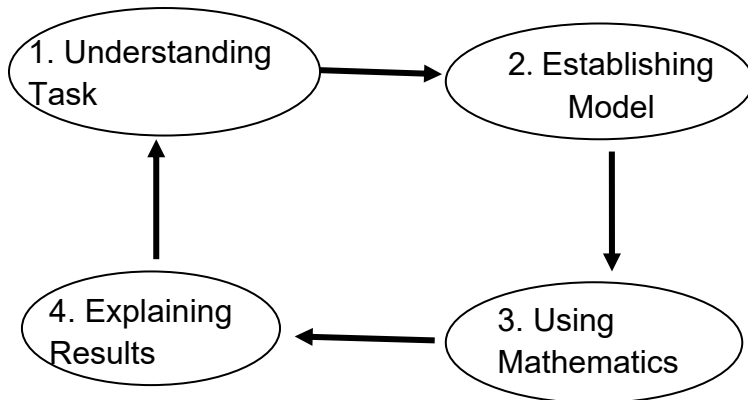 1. Understanding
Task
2. Establishing
Model
3. Using
Mathematics
4. Explaining
Results